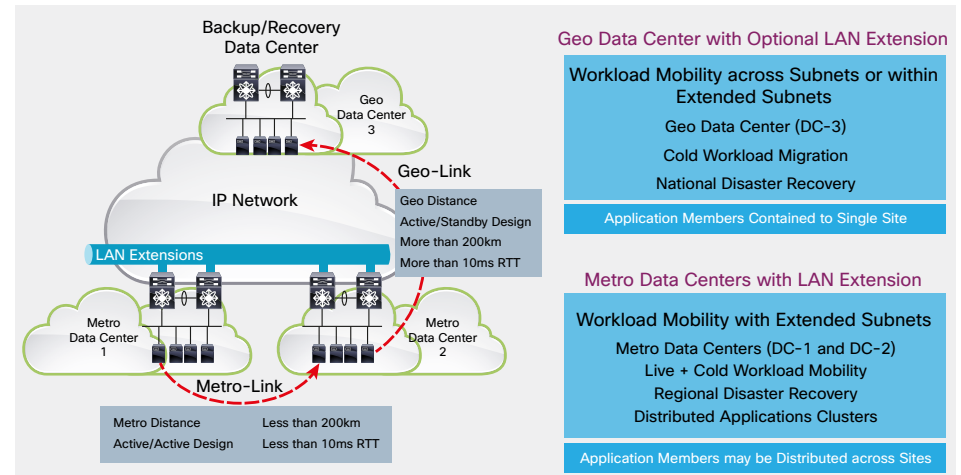 Backup/Recovery
Data Center
Geo
Data Center
3
Geo-Link
IP Network
Geo Distance
Active/Standby Design
More than 200km
More than 10ms RTT
LAN Extensions
Metro
Data Center
1
Metro
Data Center
2
Metro-Link
Metro Distance Less than 200km
Active/Active Design Less than 10ms RTT
Geo Data Center with Optional LAN Extension
Workload Mobility across Subnets or within
Extended Subnets
Geo Data Center (DC-3)
Cold Workload Migration
National Disaster Recovery
Application Members Contained to Single Site
Metro Data Centers with LAN Extension
Workload Mobility with Extended Subnets
Metro Data Centers (DC-1 and DC-2)
Live + Cold Workload Mobility
Regional Disaster Recovery
Distributed Applications Clusters
Application Members may be Distributed across Sites